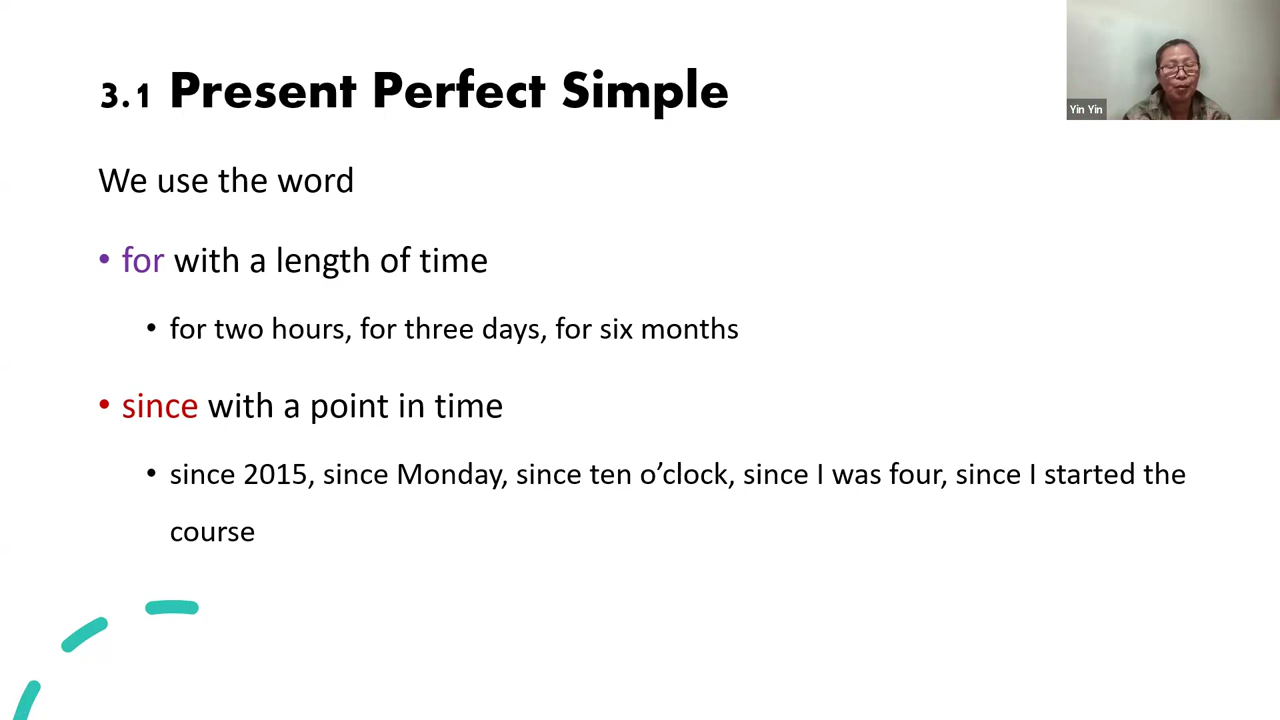 3.1 Present Perfect Simple
Yin Yin
We use the word
• for with a length of time
• for two hours, for three days, for six months
• since with a point in time
• since 2015, since Monday, since ten o’clock, since I was four, since I started the
course